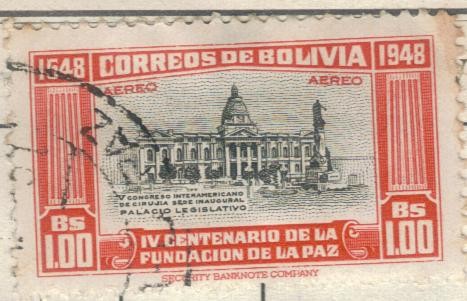 1548 CORREOS DE BOLIVIA 1948
AEREO AEREO
V CONGRESO INTERAMERICANO
DE CIRUJIA SEDE INAUGURAL
PALACIO LEGISLATIVO
Bs 1.00
Bs 1.00
IV CENTENARIO DE LA
FUNDACION DE LA PAZ
SECURITY BANKNOTE COMPANY